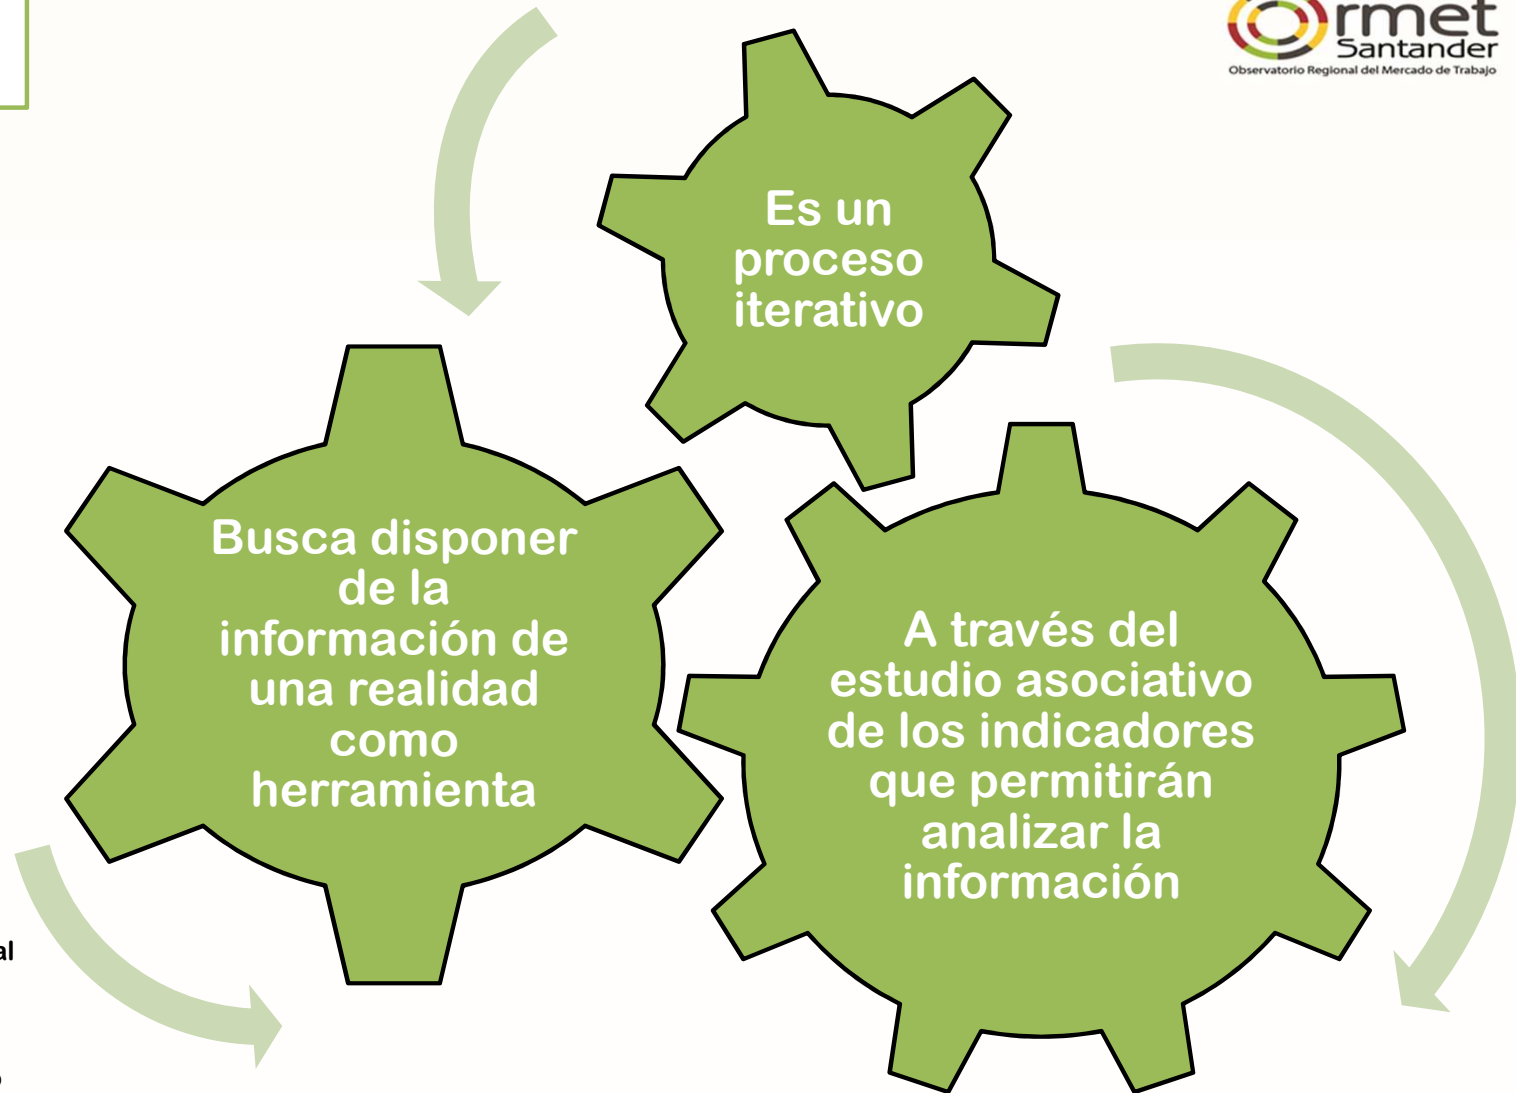 rmet
Santander
Observatorio Regional del Mercado de Trabajo
Es un
proceso
iterativo
Busca disponer
de la
información de
una realidad
como
herramienta
A través del
estudio asociativo
de los indicadores
que permitirán
analizar la
información
al